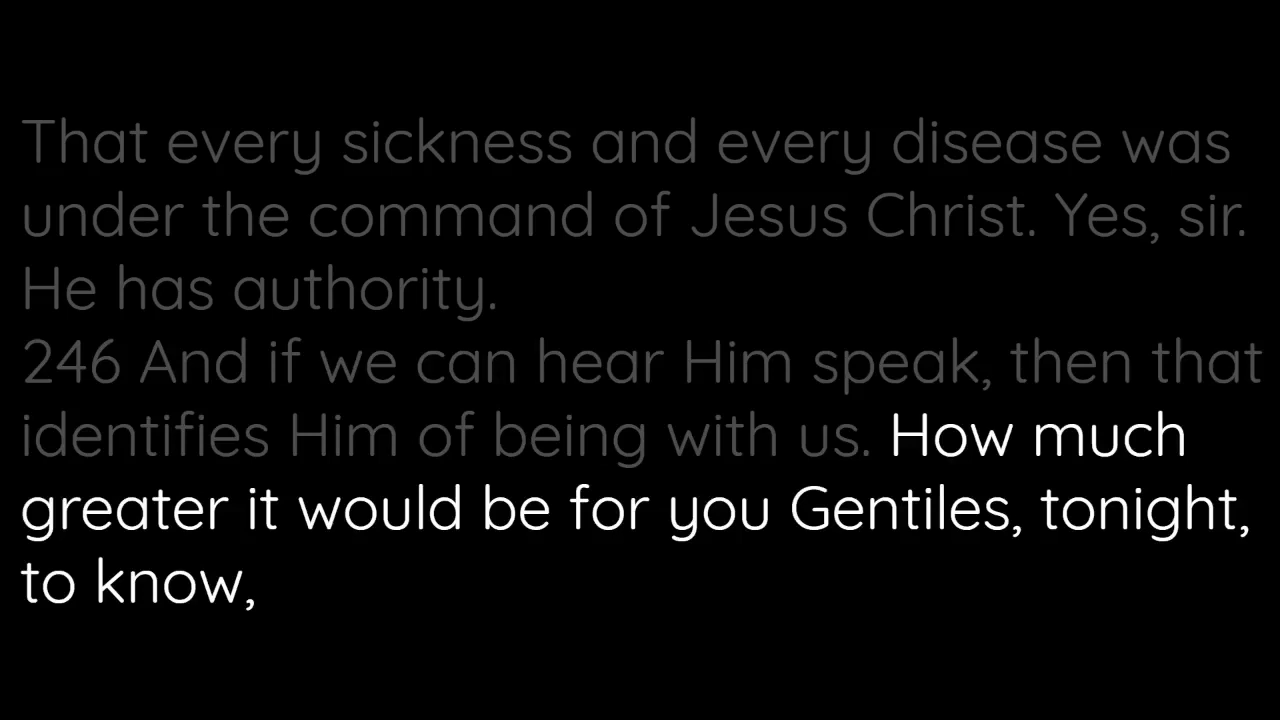 That every sickness and every disease was
under the command of Jesus Christ. Yes, sir.
He has authority.
246 And if we can hear Him speak, then that
identifies Him of being with us. How much
greater it would be for you Gentiles, tonight,
to know,